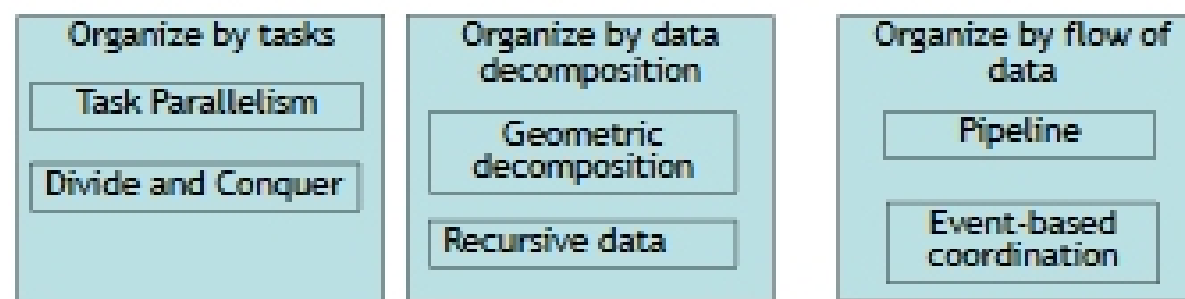 Organize by tasks
Task Parallelism
Divide and Conquer
Organize by data
decomposition
Geometric
decomposition
Recursive data
Organize by flow of
data
Pipeline
Event-based
coordination